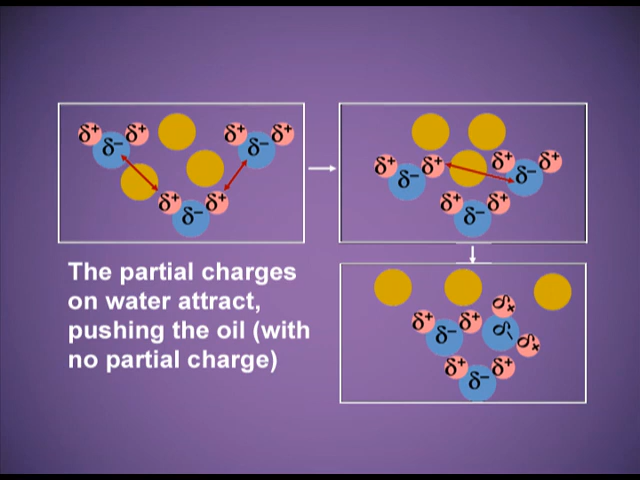 δ+ δ+ δ+ δ+
δ− δ−
δ+ δ+
δ−
δ+ δ+ δ+ δ+
δ− δ−
δ+ δ+
δ−
The partial charges
on water attract,
pushing the oil (with
no partial charge)
δ+
δ+ δ+
δ− δ−
δ+
δ+ δ+
δ−